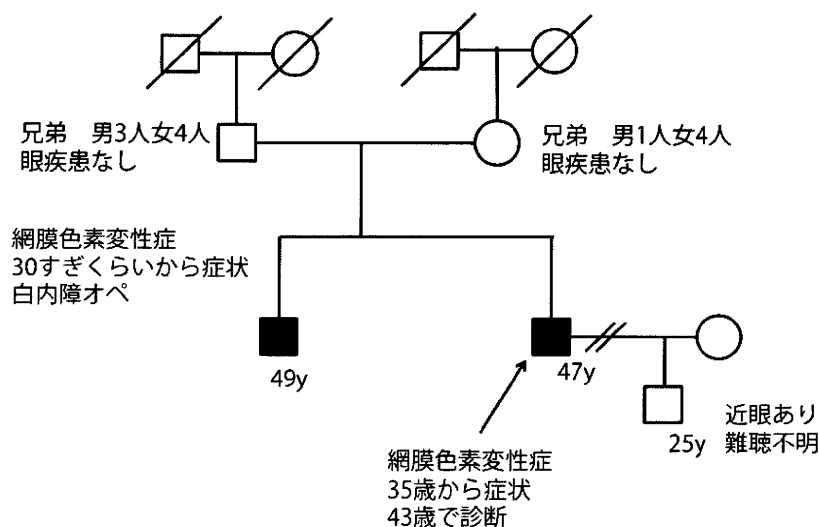 兄弟　男3人女4人
眼疾患なし
兄弟　男1人女4人
眼疾患なし
網膜色素変性症
30すぎくらいから症状
白内障オペ
49y
47y
25y
近眼あり
難聴不明
網膜色素変性症
35歳から症状
43歳で診断